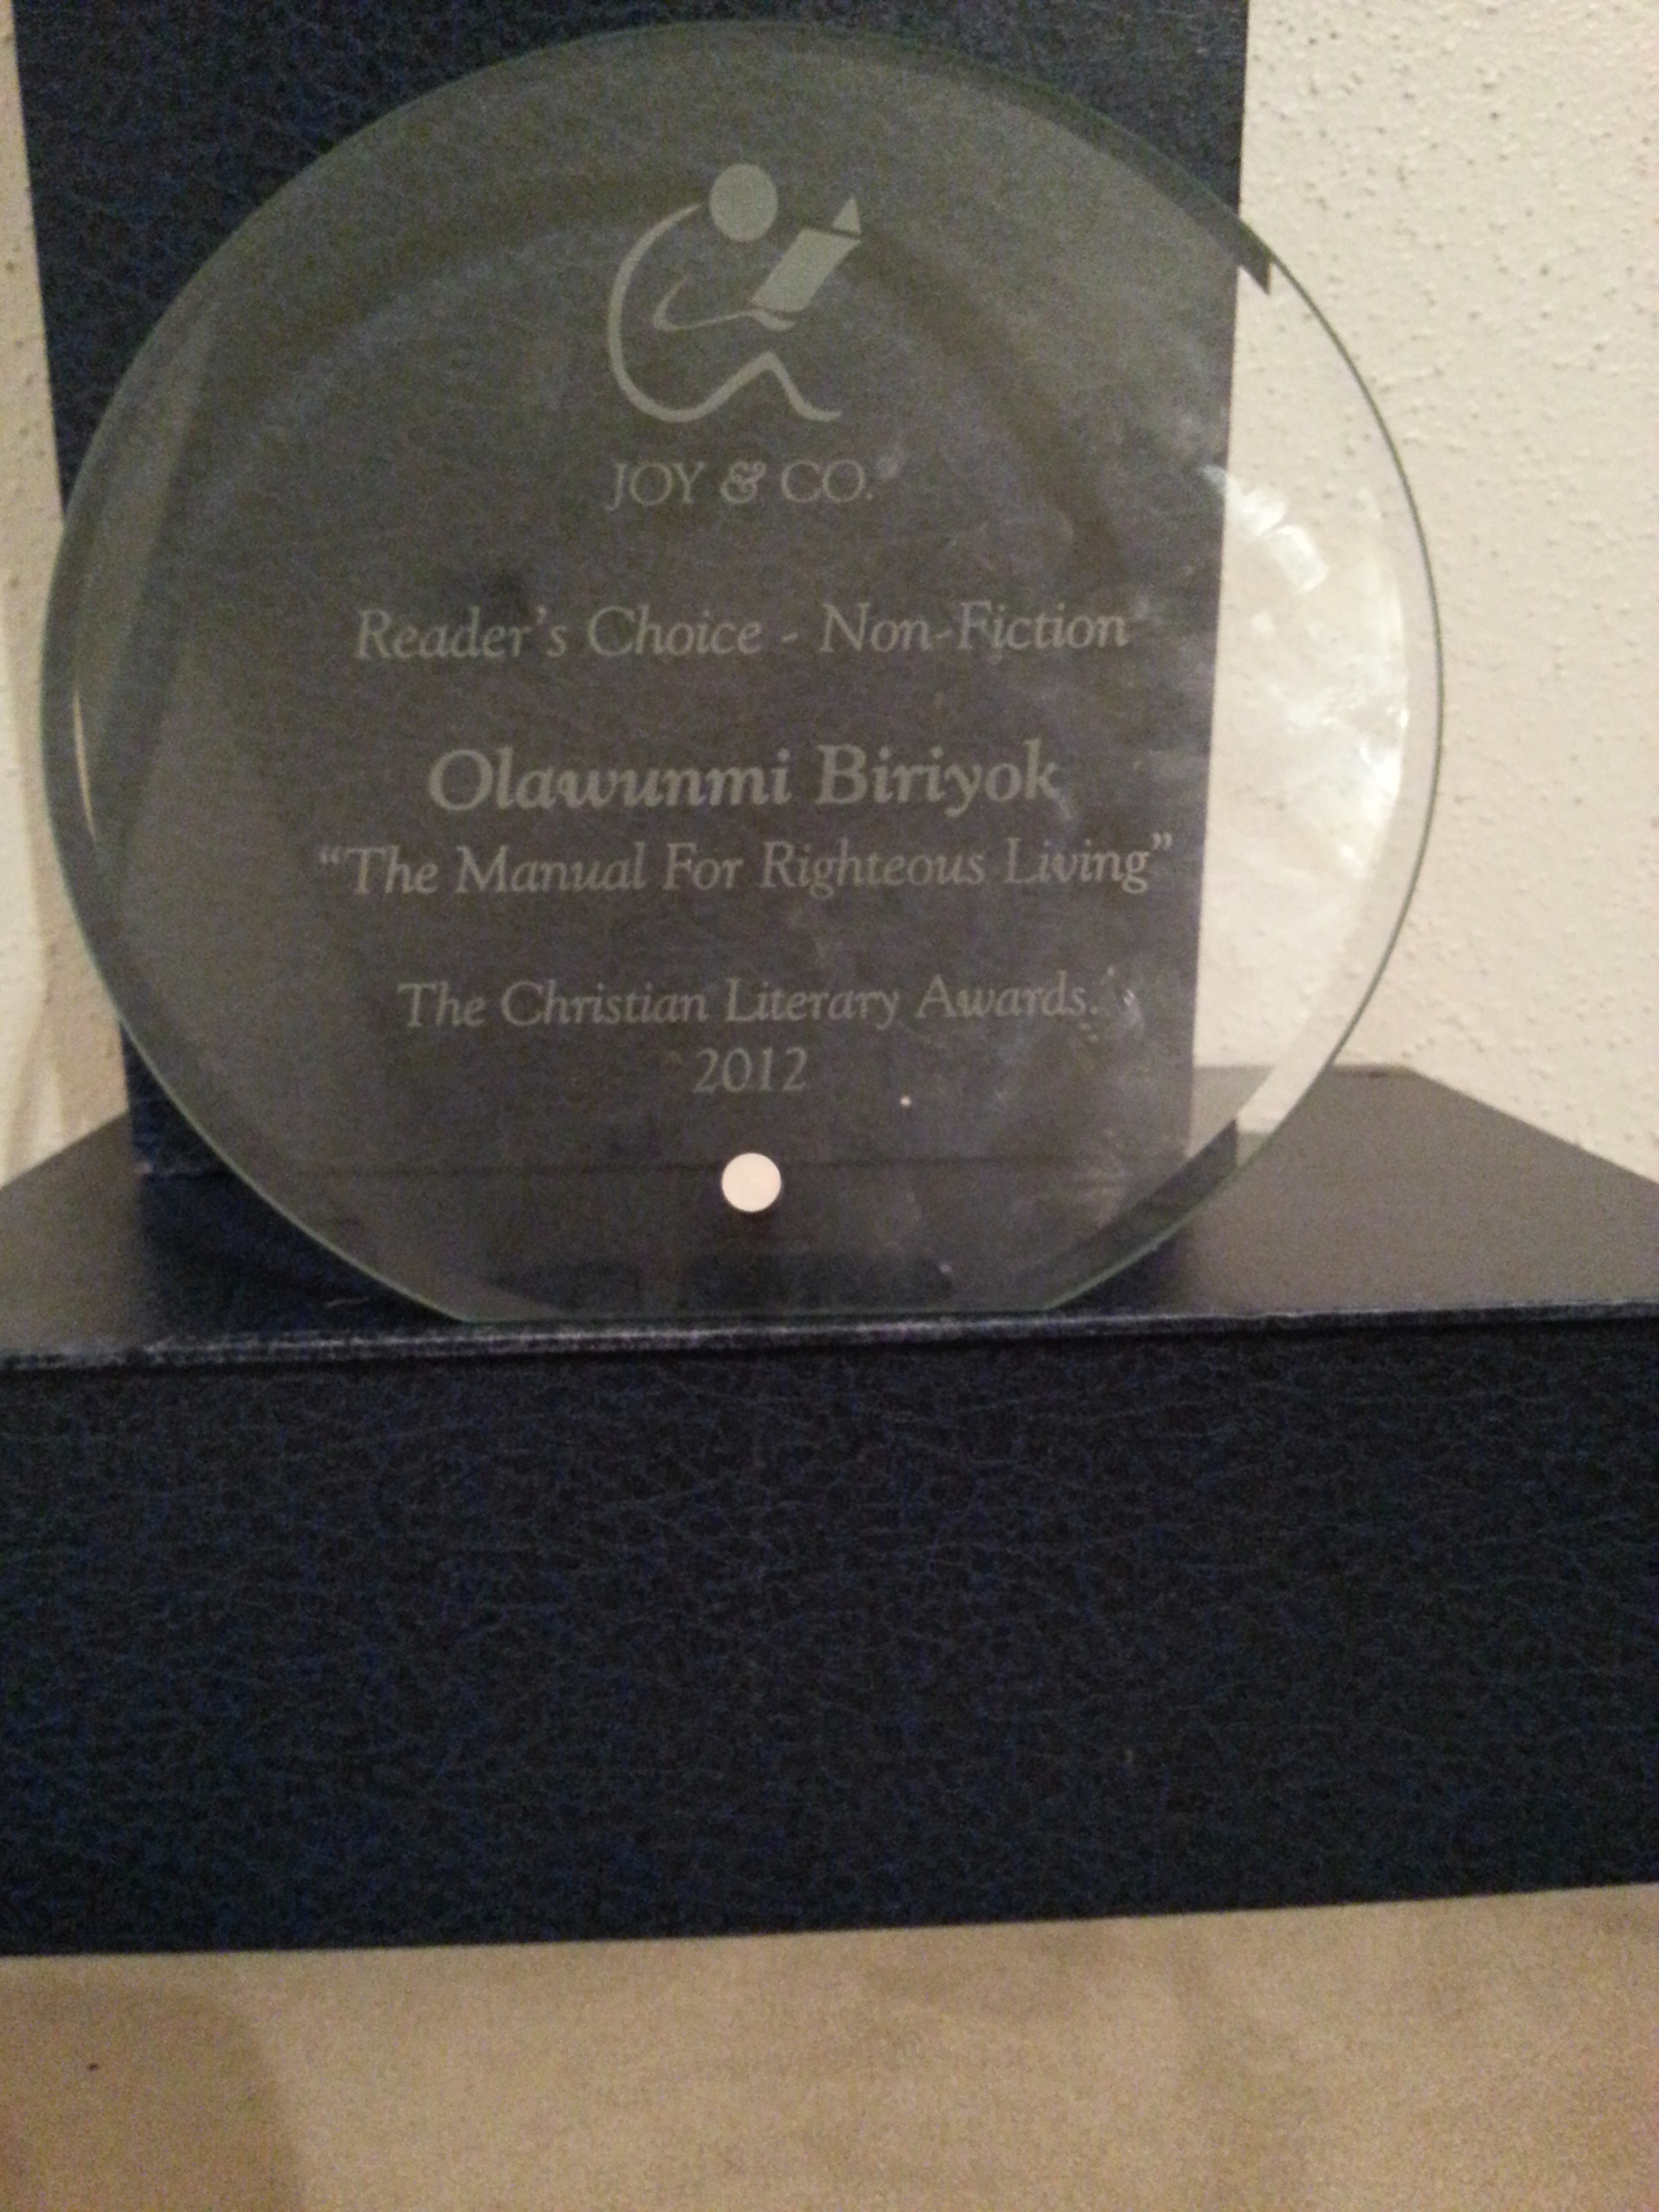 JOY & CO.
Reader's Choice - Non-Fiction
Olawunmi Biriyok
“The Manual For Righteous Living”
The Christian Literary Awards.
2012